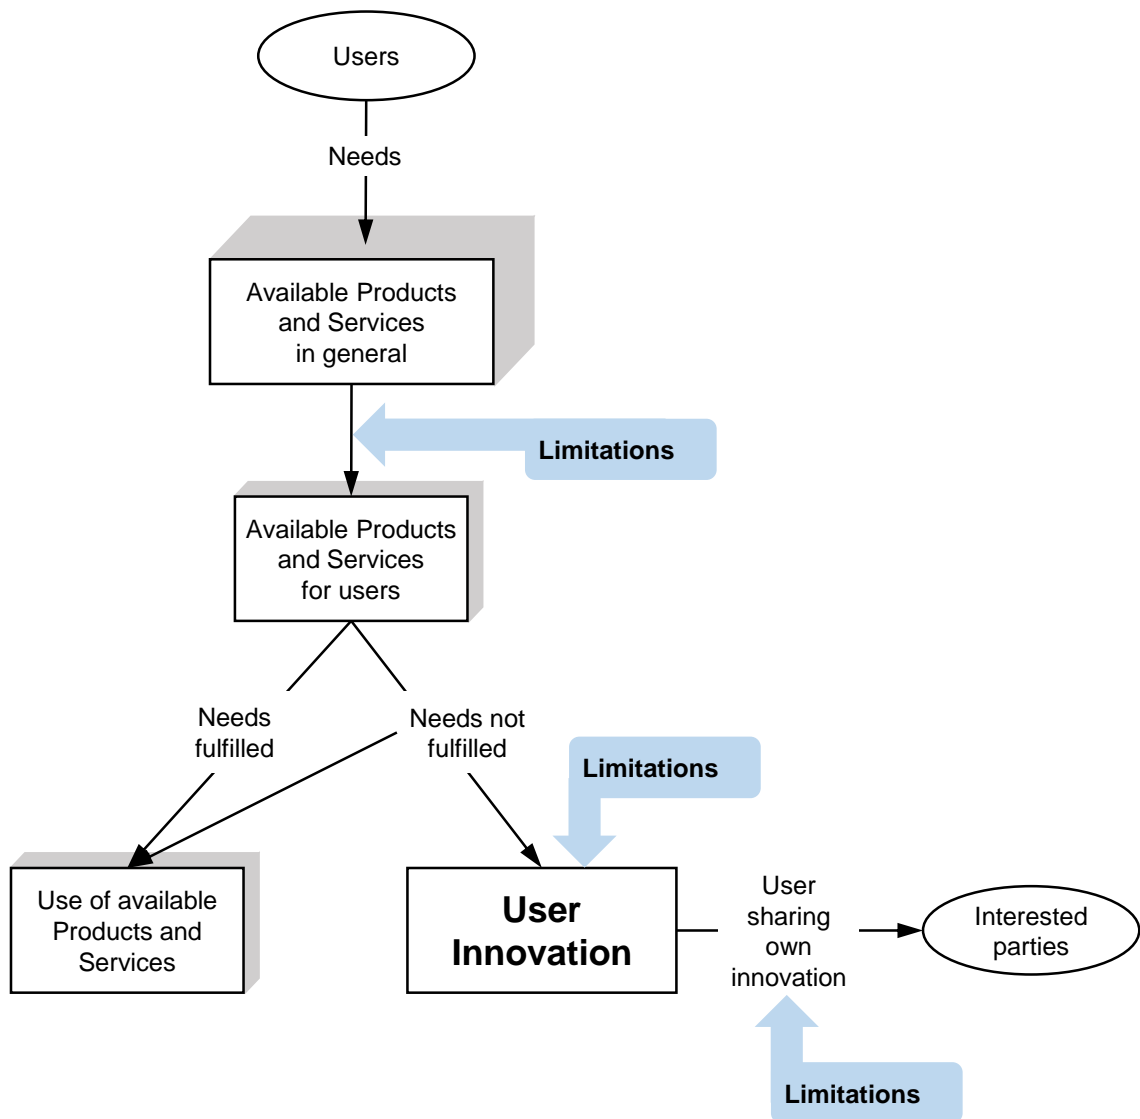 Users
Needs
Available Products
and Services
in general
Limitations
Available Products
and Services
for users
Needs
fulfilled
Needs not
fulfilled
Limitations
Use of available
Products and
Services
User
Innovation
User
sharing
own
innovation
Interested
parties
Limitations